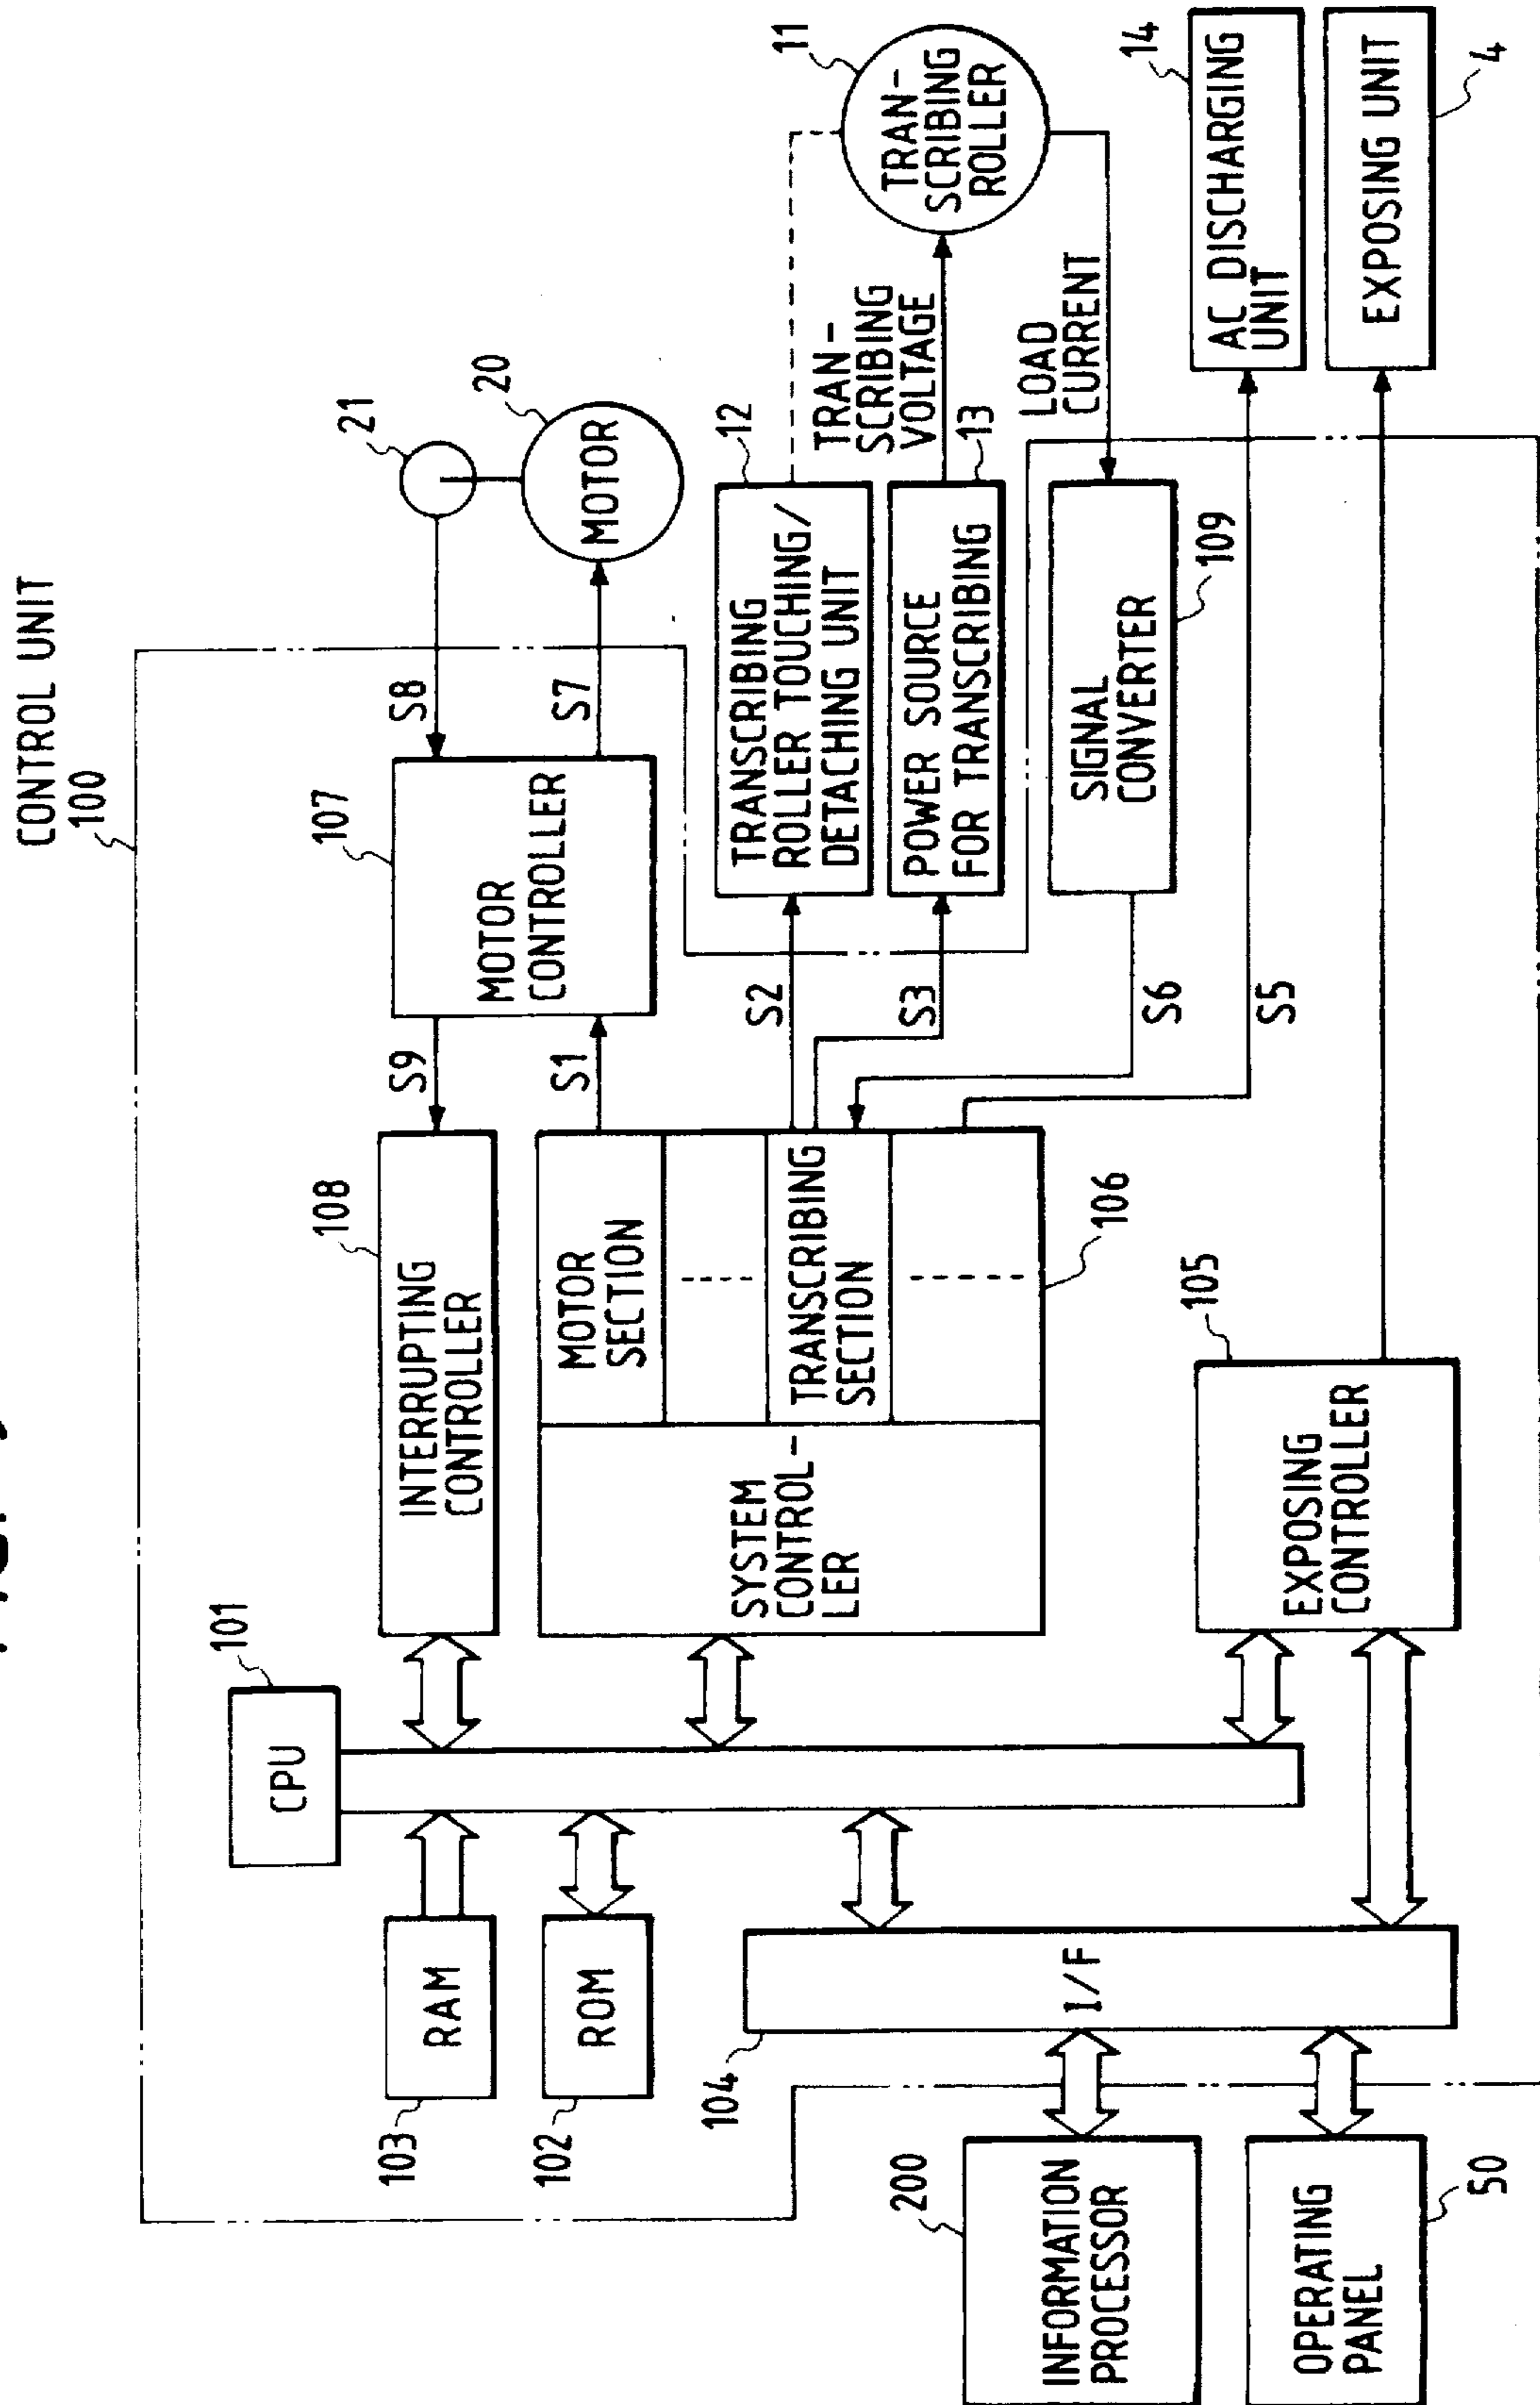 CONTROL UNIT
100
CPU
101
RAM
103
ROM
102
I/F
104
INFORMATION
PROCESSOR
200
OPERATING
PANEL
50
INTERRUPTING
CONTROLLER
108
SYSTEM
CONTROL-
LER
MOTOR
SECTION
TRANSCRIBING
SECTION
106
EXPOSING
CONTROLLER
105
S9
S1
MOTOR
CONTROLLER
107
S8
S7
21
MOTOR
20
S2
TRANSCRIBING
ROLLER TOUCHING/
DETACHING UNIT
12
S3
POWER SOURCE
FOR TRANSCRIBING
13
TRAN-
SCRIBING
VOLTAGE
TRAN-
SCRIBING
ROLLER
11
LOAD
CURRENT
S6
SIGNAL
CONVERTER
109
S5
AC DISCHARGING
UNIT
14
EXPOSING UNIT
4